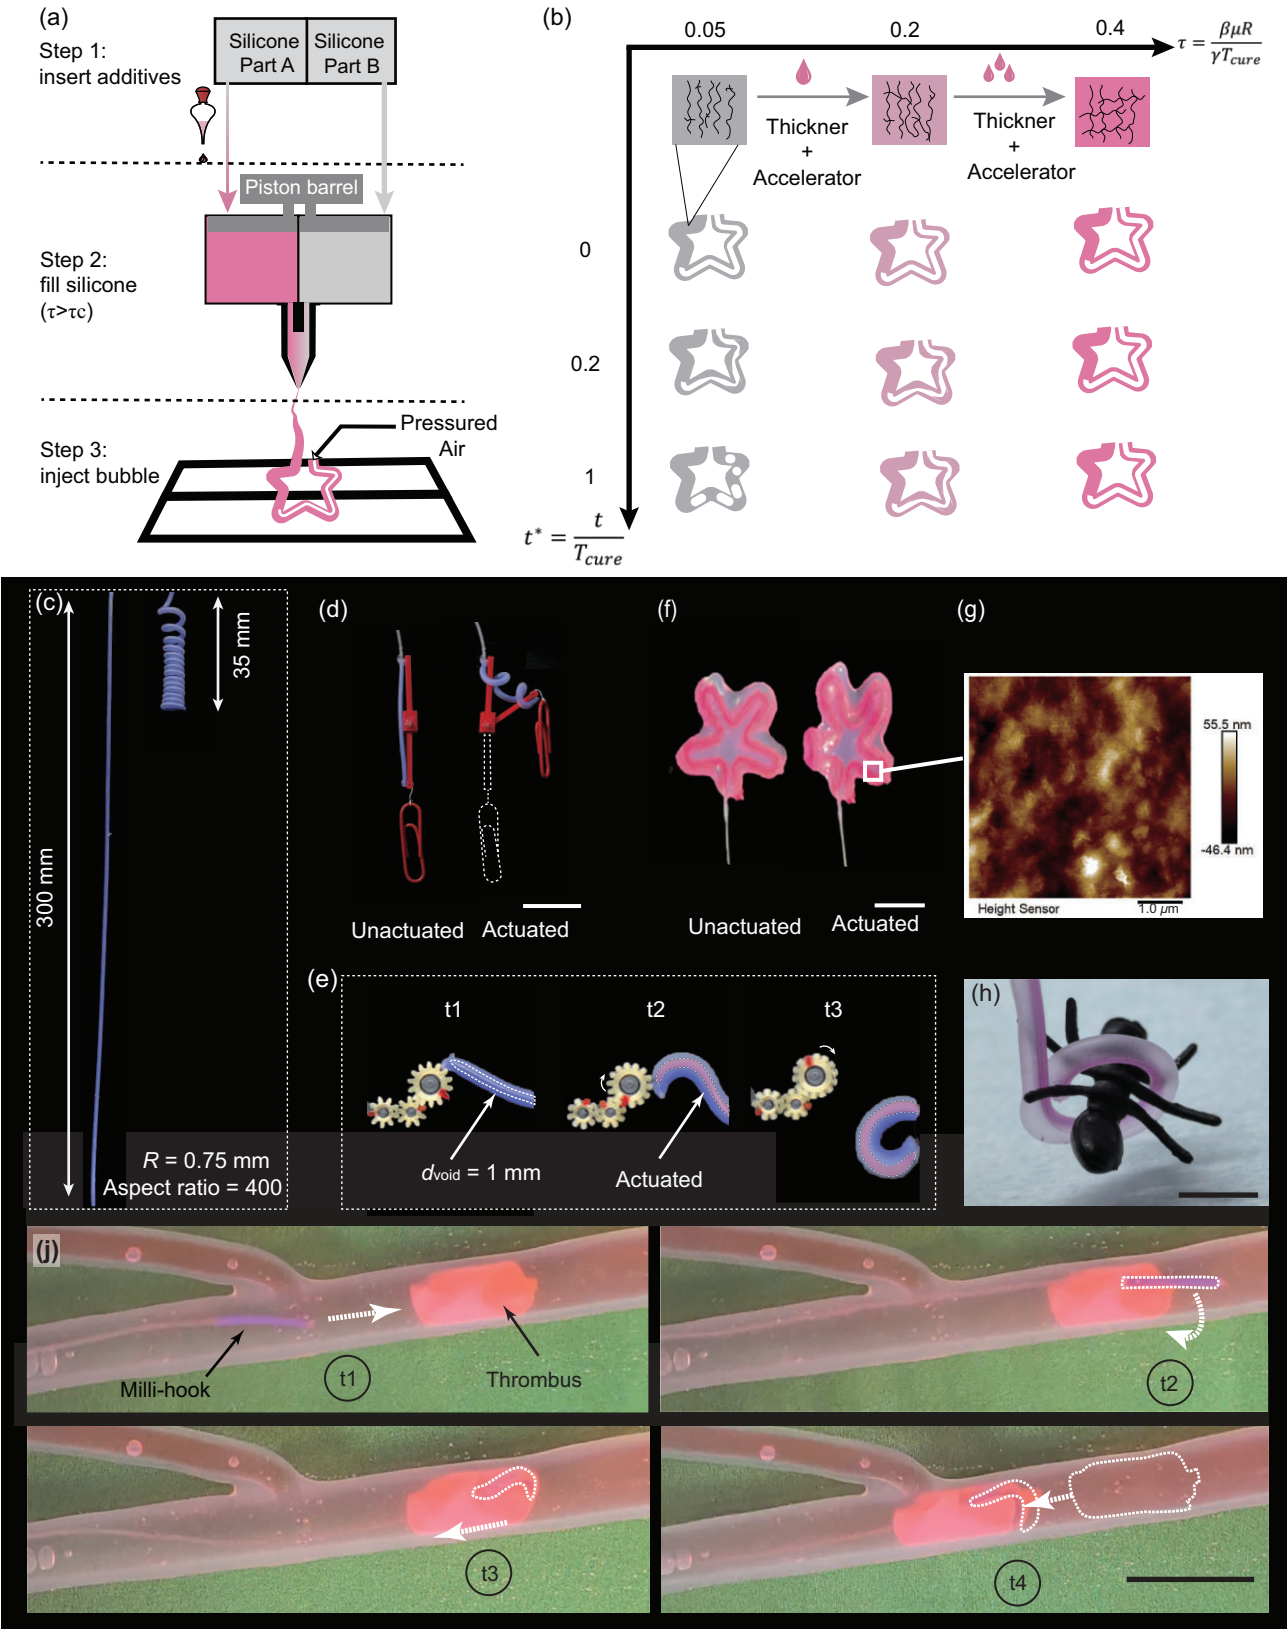 (a)
Step 1:
insert additives
Silicone
Part A
Silicone
Part B
Piston barrel
Step 2:
fill silicone
(τ>τc)
Step 3:
inject bubble
Pressured
Air
(b)
0.05
0.2
0.4
τ = βμR / γT_cure
Thickner
+
Accelerator
Thickner
+
Accelerator
0
0.2
1
t* = t / T_cure
(c)
300 mm
35 mm
R = 0.75 mm
Aspect ratio = 400
(d)
Unactuated
Actuated
(f)
Unactuated
Actuated
(g)
55.5 nm
-46.4 nm
Height Sensor
1.0 μm
(e)
t1
t2
t3
dvoid = 1 mm
Actuated
(h)
(j)
Milli-hook
t1
Thrombus
t2
t3
t4